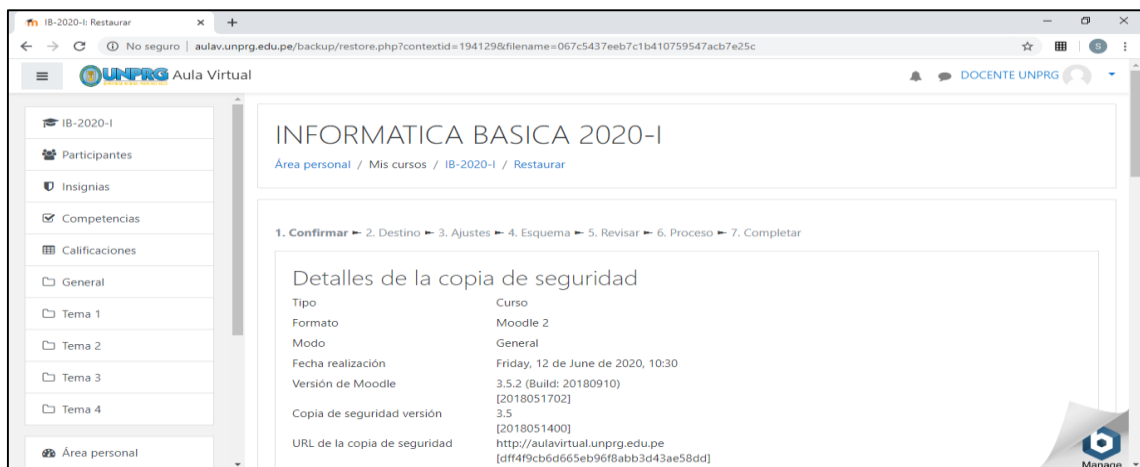 IB-2020-I: Restaurar
No seguro | aulav.unprg.edu.pe/backup/restore.php?contextid=194129&filename=067c5437eeb7c1b410759547acb7e25c
S
UNPRG Aula Virtual
DOCENTE UNPRG
IB-2020-I
Participantes
Insignias
Competencias
Calificaciones
General
Tema 1
Tema 2
Tema 3
Tema 4
Área personal
INFORMATICA BASICA 2020-I
Área personal / Mis cursos / IB-2020-I / Restaurar
1. Confirmar ► 2. Destino ► 3. Ajustes ► 4. Esquema ► 5. Revisar ► 6. Proceso ► 7. Completar
Detalles de la copia de seguridad
Tipo Curso
Formato Moodle 2
Modo General
Fecha realización Friday, 12 de June de 2020, 10:30
Versión de Moodle 3.5.2 (Build: 20180910)
[2018051702]
Copia de seguridad versión 3.5
[2018051400]
URL de la copia de seguridad http://aulavirtual.unprg.edu.pe
[dff4f9cb6d665eb96f8abb3d43ae58dd]
Manage